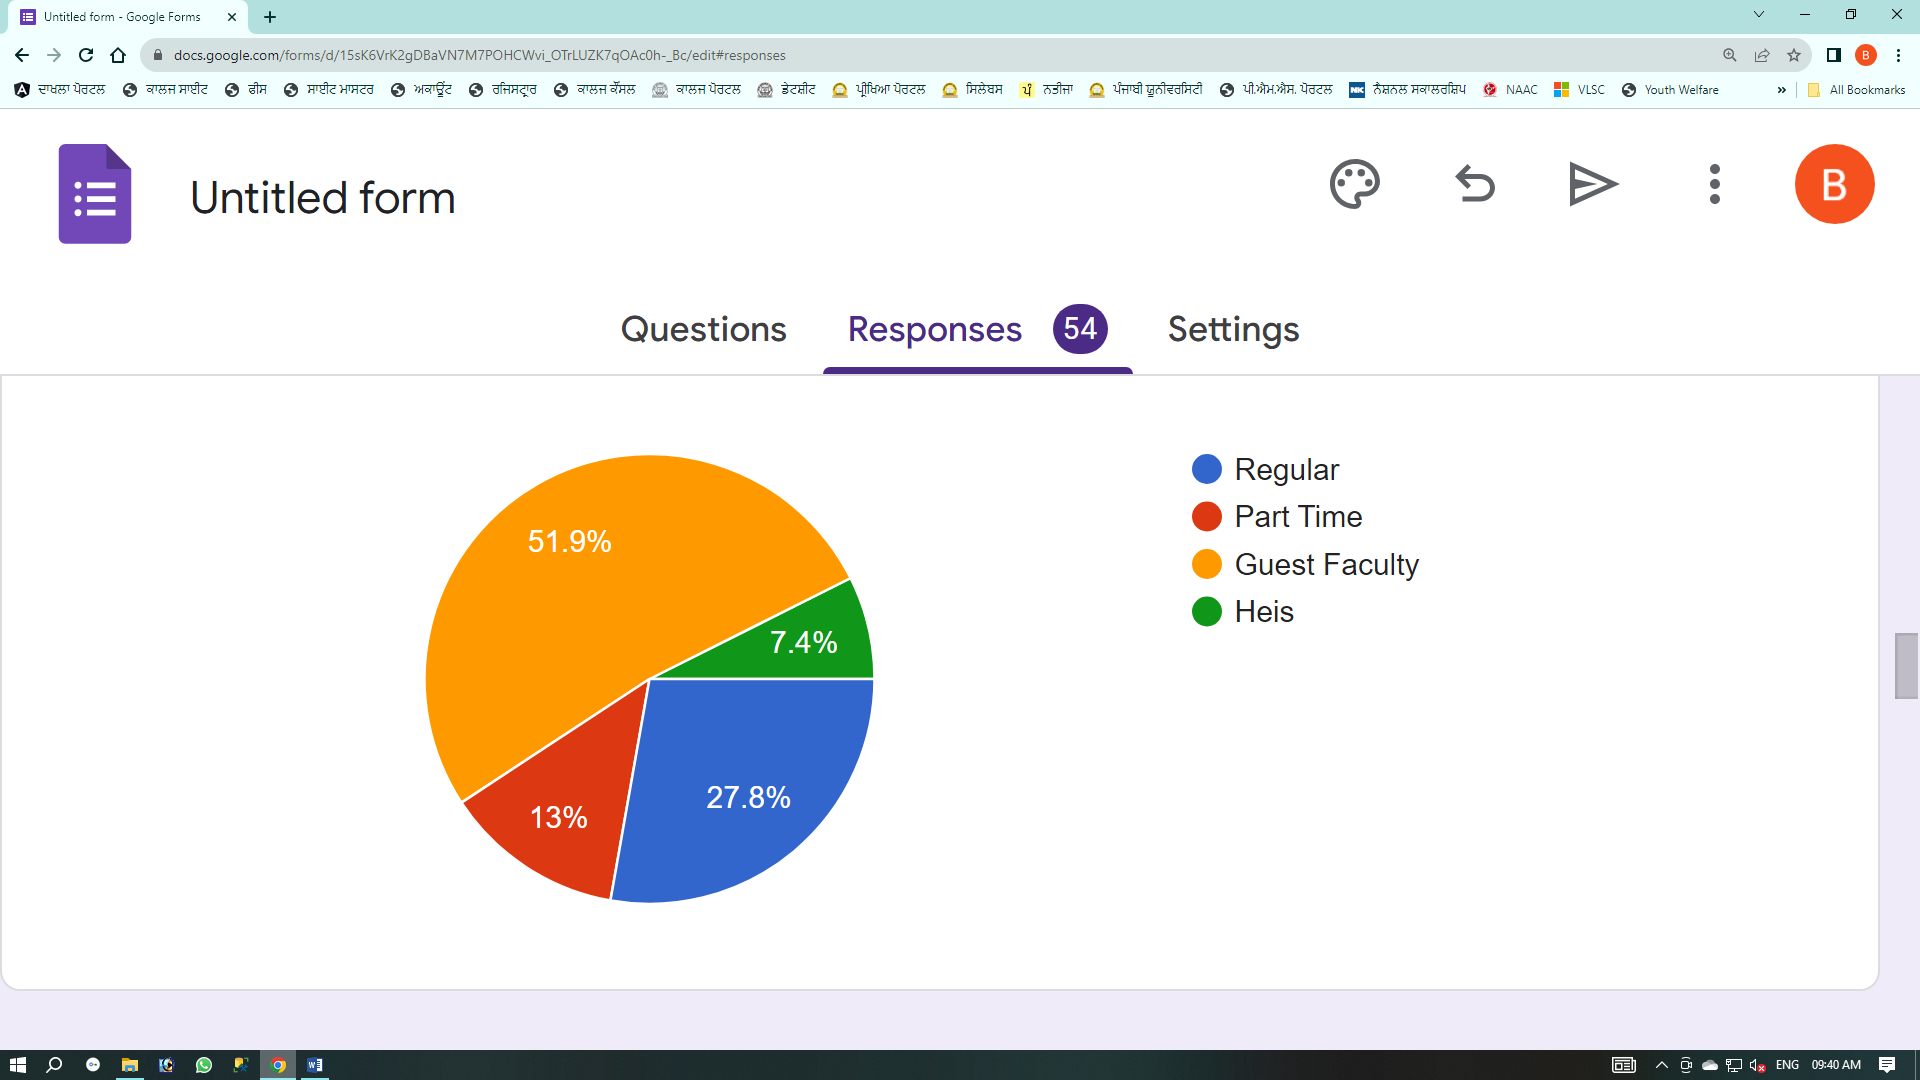 Untitled form - Google Forms
docs.google.com/forms/d/15sK6VrK2gDBaVN7M7POHCWvi_OTrLUZK7qOAc0h-_Bc/edit#responses
B
ਦਾਖਲਾ ਪੋਰਟਲ ਕਾਲਜ ਸਾਈਟ ਫੀਸ ਸਾਈਟ ਮਾਸਟਰ ਅਕਾਊਂਟ ਰਜਿਸਟ੍ਰਾਰ ਕਾਲਜ ਕੌਂਸਲ ਕਾਲਜ ਪੋਰਟਲ ਡੇਟਸ਼ੀਟ ਪ੍ਰੀਖਿਆ ਪੋਰਟਲ ਸਿਲੇਬਸ ਨਤੀਜਾ ਪੰਜਾਬੀ ਯੂਨੀਵਰਸਿਟੀ ਪੀ.ਐਮ.ਐਸ. ਪੋਰਟਲ ਨੈਸ਼ਨਲ ਸਕਾਲਰਸ਼ਿਪ NAAC VLSC Youth Welfare » All Bookmarks
Untitled form
B
Questions Responses 54 Settings
51.9%
7.4%
27.8%
13%
Regular
Part Time
Guest Faculty
Heis
ENG 09:40 AM